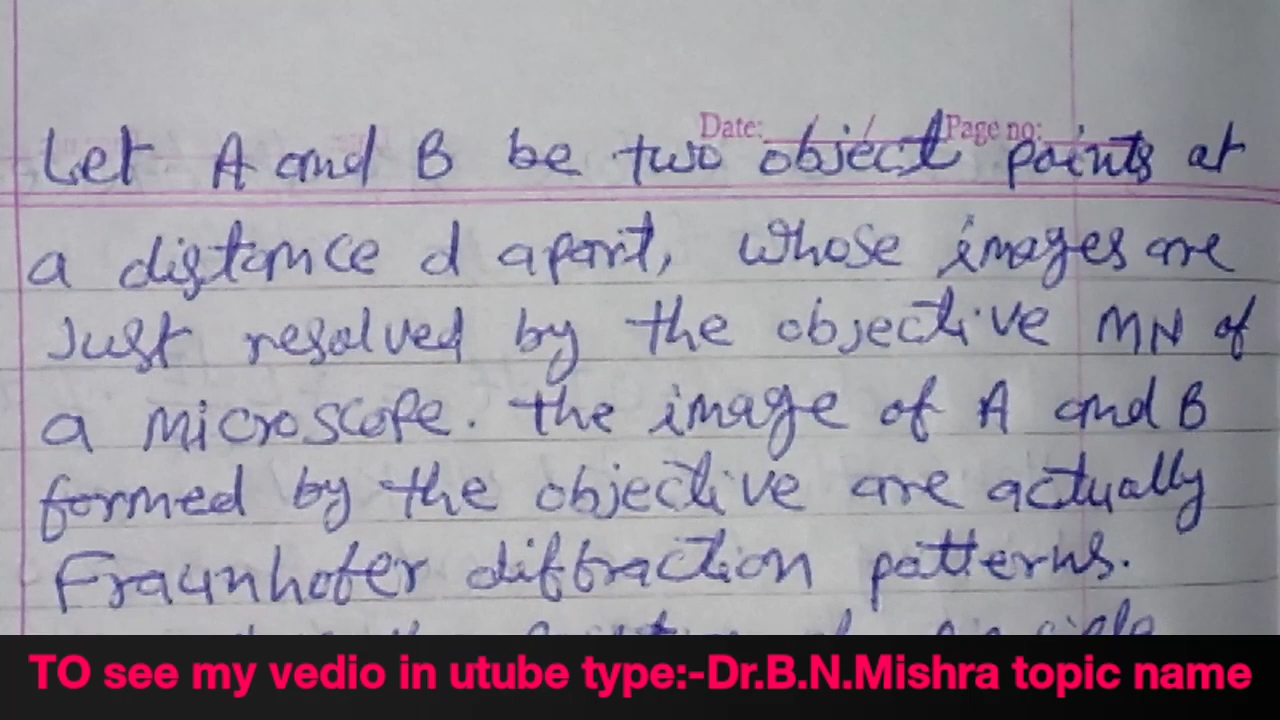 Date: Page no:
Let A and B be two object points at
a distance d apart, whose images are
Just resolved by the objective MN of
a microscope. the image of A and B
formed by the objective are actually
Fraunhofer diffraction patterns.
TO see my vedio in utube type:-Dr.B.N.Mishra topic name